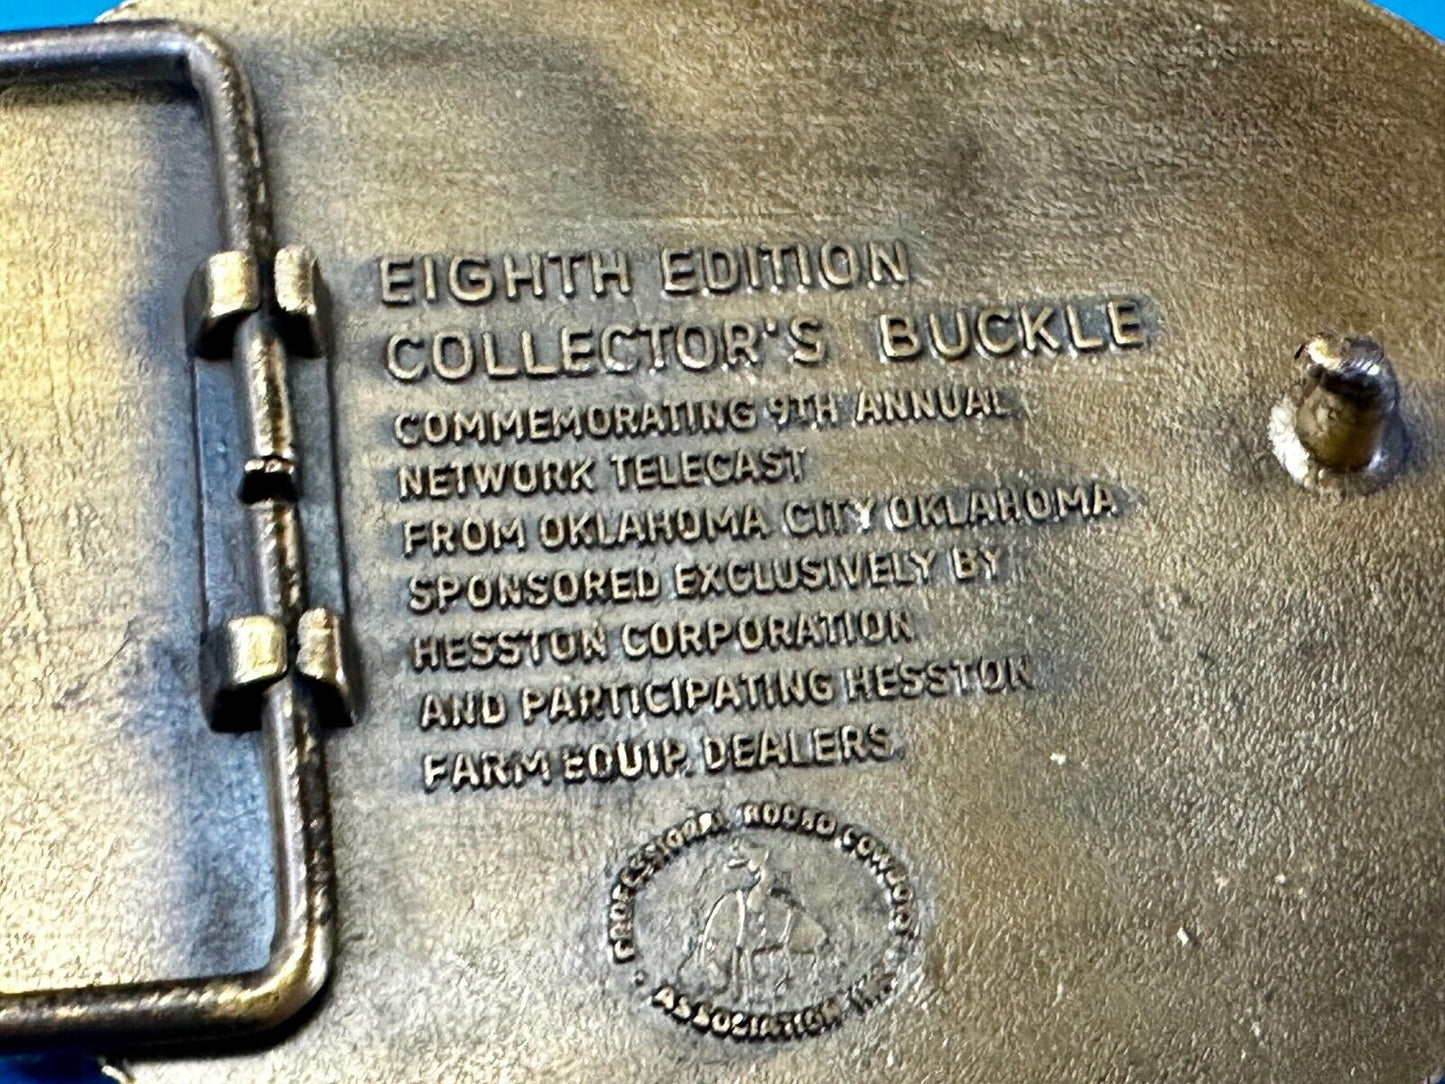 EIGHTH EDITION
COLLECTOR'S BUCKLE
COMMEMORATING 9TH ANNUAL
NETWORK TELECAST
FROM OKLAHOMA CITY OKLAHOMA
SPONSORED EXCLUSIVELY BY
HESSTON CORPORATION
AND PARTICIPATING HESSTON
FARM EQUIP. DEALERS
PROFESSIONAL RODEO COWBOYS
ASSOCIATION INC.